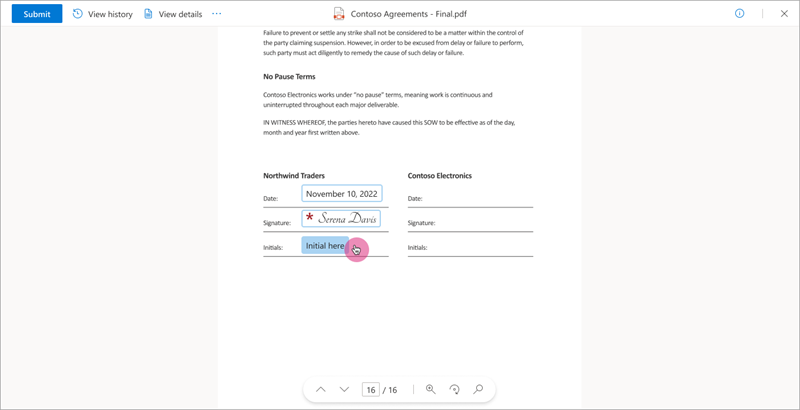 Submit View history View details ... Contoso Agreements - Final.pdf
Failure to prevent or settle any strike shall not be considered to be a matter within the control of
the party claiming suspension. However, in order to be excused from delay or failure to perform,
such party must act diligently to remedy the cause of such delay or failure.
No Pause Terms
Contoso Electronics works under "no pause" terms, meaning work is continuous and
uninterrupted throughout each major deliverable.
IN WITNESS WHEREOF, the parties hereto have caused this SOW to be effective as of the day,
month and year first written above.
Northwind Traders Contoso Electronics
Date: November 10, 2022 Date:
Signature: * Serena Davis Signature:
Initials: Initial here Initials:
16 / 16